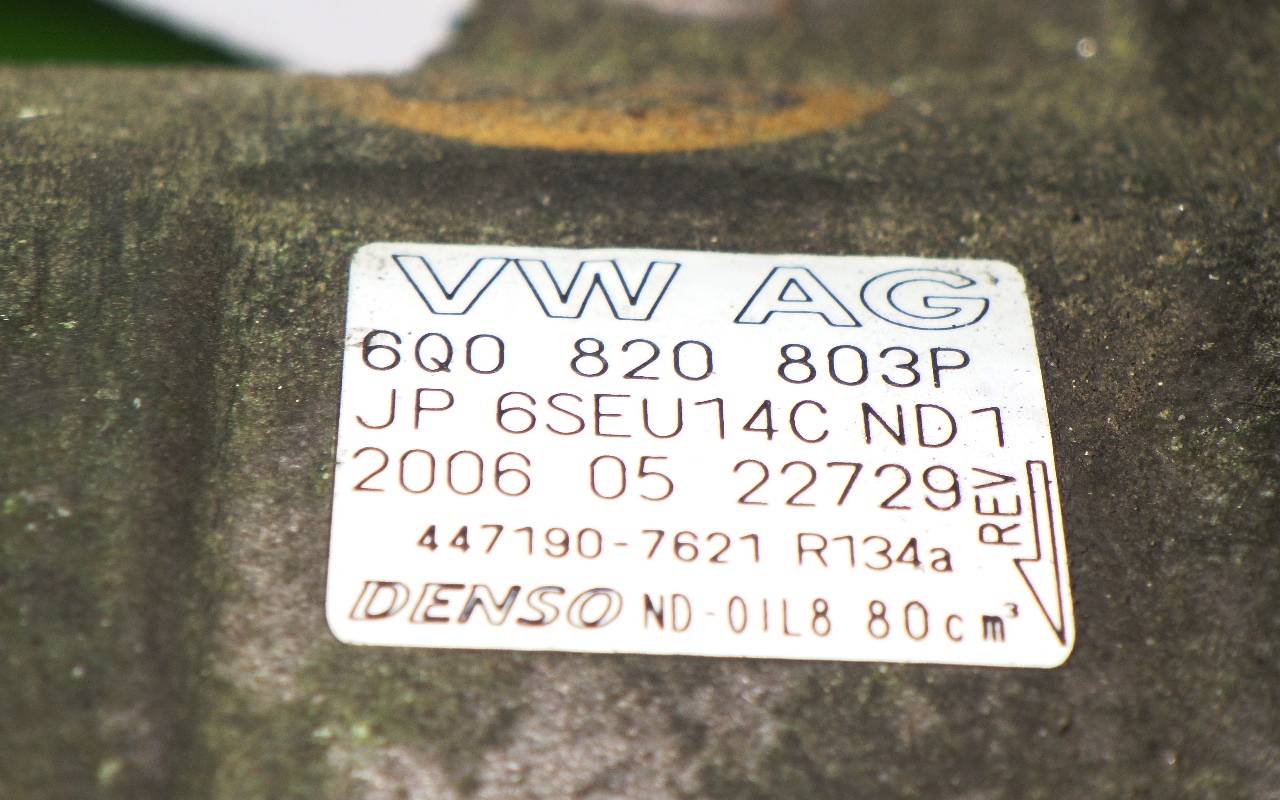 VW AG
6Q0 820 803P
JP 6SEU14C ND1
2006 05 22729
REV
447190-7621 R134a
DENSO ND-OIL8 80cm³